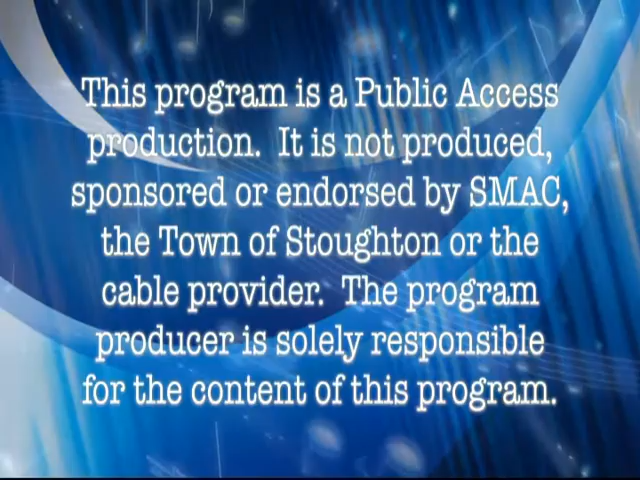 This program is a Public Access
production.  It is not produced,
sponsored or endorsed by SMAC,
the Town of Stoughton or the
cable provider.  The program
producer is solely responsible
for the content of this program.